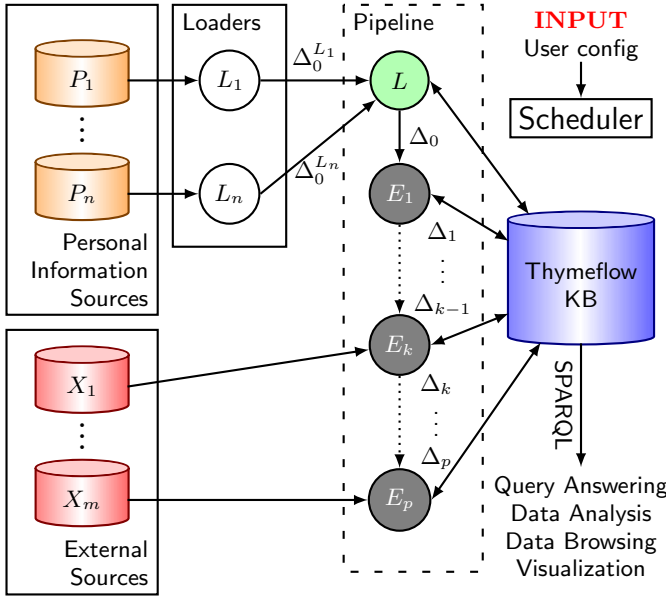 Loaders
Pipeline
INPUT
User config
Scheduler
P₁
⋮
Pₙ
Personal
Information
Sources
L₁
Lₙ
Δ₀^{L₁}
Δ₀^{Lₙ}
L
Δ₀
E₁
Δ₁
⋮
Δₖ₋₁
Eₖ
Δₖ
⋮
Δₚ
Eₚ
Thymeflow
KB
SPARQL
X₁
⋮
Xₘ
External
Sources
Query Answering
Data Analysis
Data Browsing
Visualization